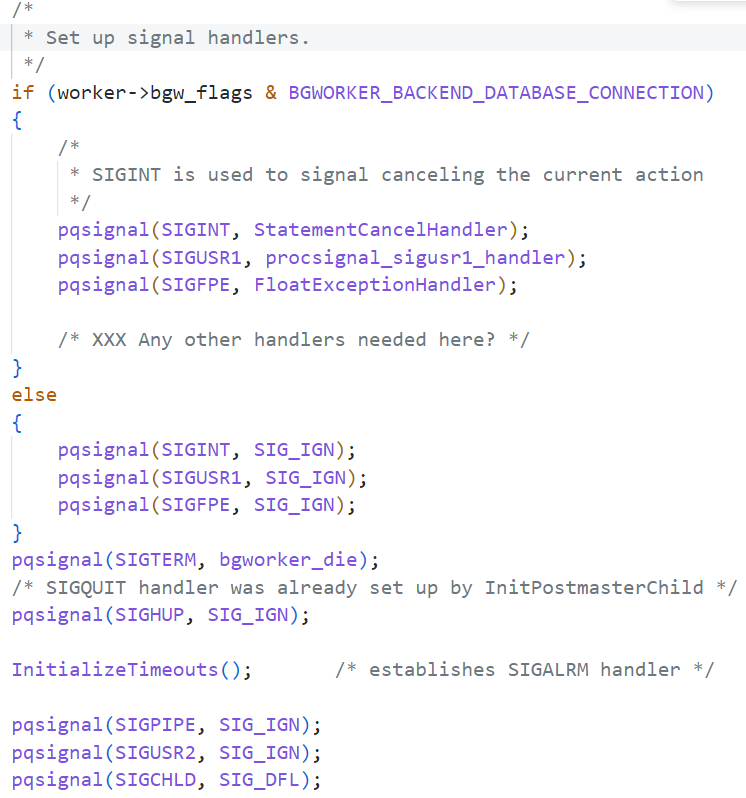 /*
 * Set up signal handlers.
 */
if (worker->bgw_flags & BGWORKER_BACKEND_DATABASE_CONNECTION)
{
    /*
     * SIGINT is used to signal canceling the current action
     */
    pqsignal(SIGINT, StatementCancelHandler);
    pqsignal(SIGUSR1, procsignal_sigusr1_handler);
    pqsignal(SIGFPE, FloatExceptionHandler);

    /* XXX Any other handlers needed here? */
}
else
{
    pqsignal(SIGINT, SIG_IGN);
    pqsignal(SIGUSR1, SIG_IGN);
    pqsignal(SIGFPE, SIG_IGN);
}
pqsignal(SIGTERM, bgworker_die);
/* SIGQUIT handler was already set up by InitPostmasterChild */
pqsignal(SIGHUP, SIG_IGN);

InitializeTimeouts();       /* establishes SIGALRM handler */

pqsignal(SIGPIPE, SIG_IGN);
pqsignal(SIGUSR2, SIG_IGN);
pqsignal(SIGCHLD, SIG_DFL);